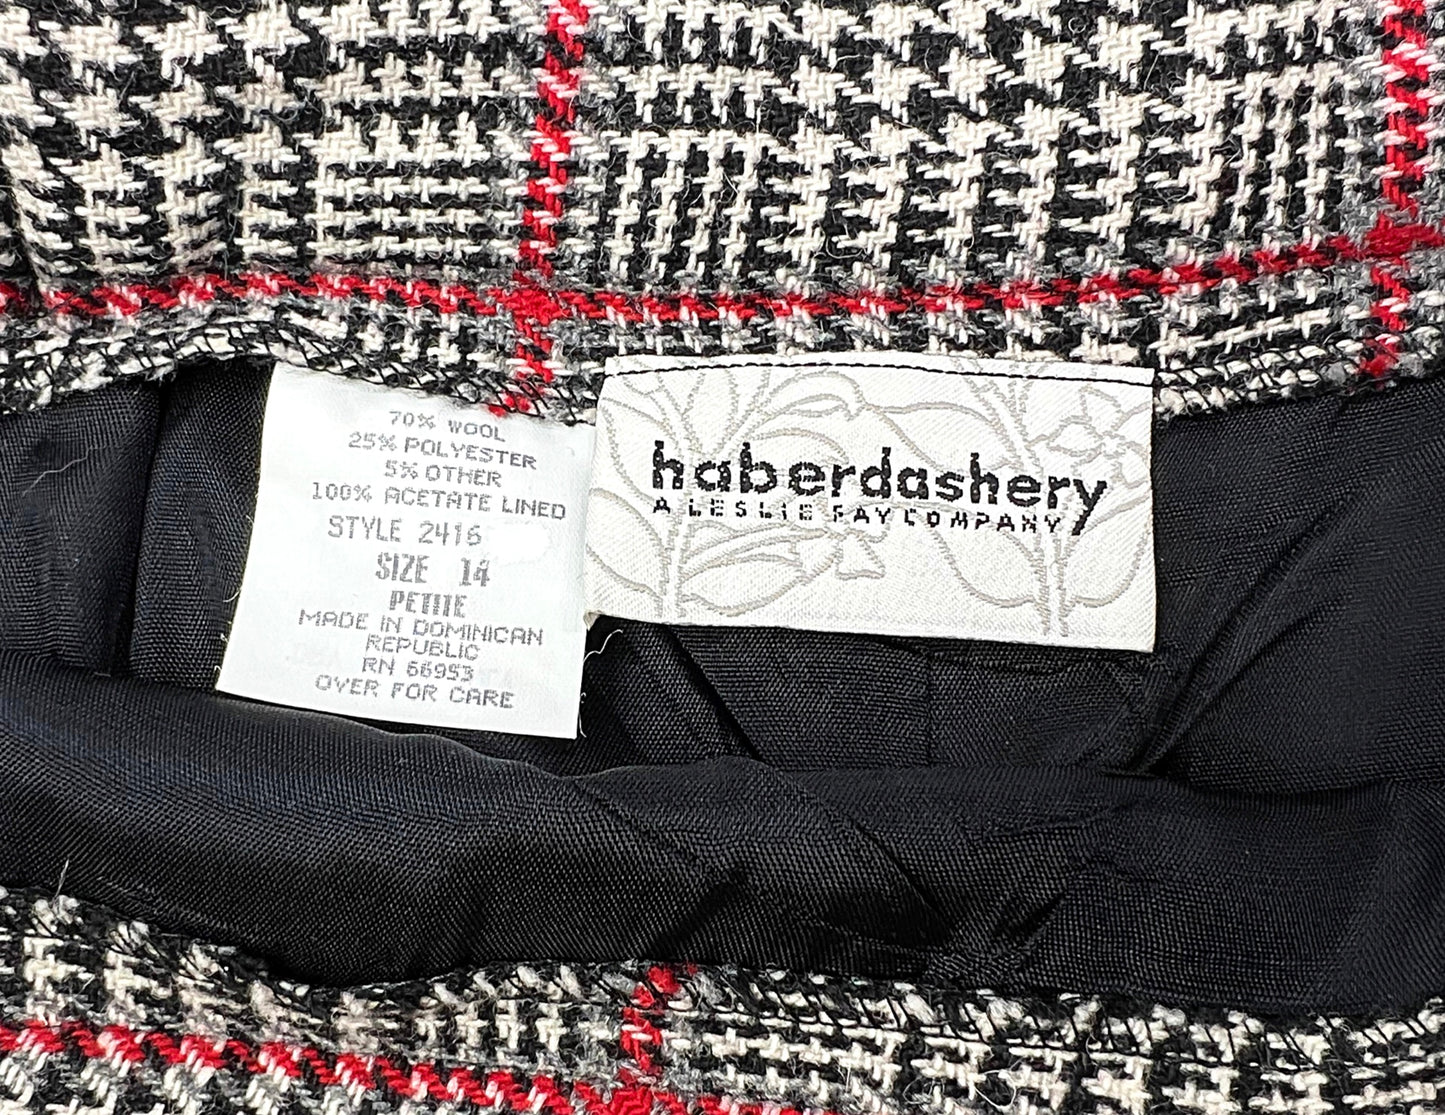 70% WOOL
25% POLYESTER
5% OTHER
100% ACETATE LINED
STYLE 2416
SIZE 14
PETITE
MADE IN DOMINICAN
REPUBLIC
RN 66953
OVER FOR CARE
haberdashery
A LESLIE FAY COMPANY